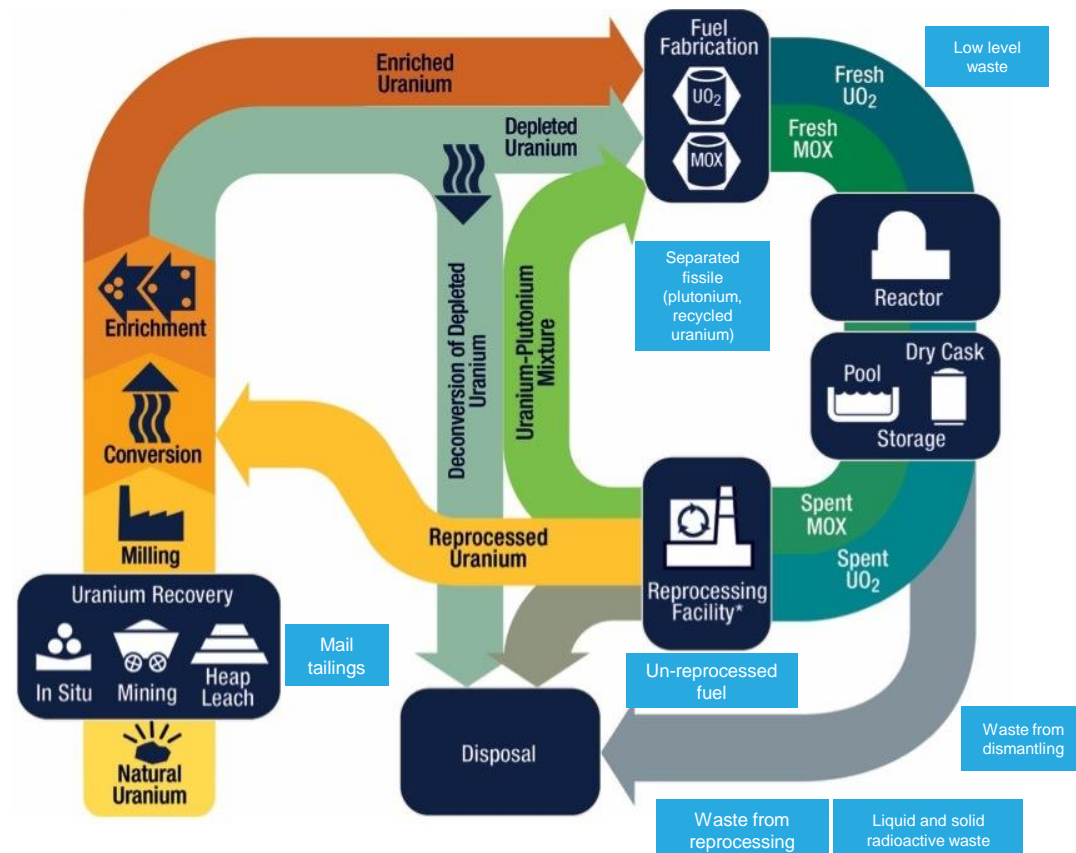 Fuel
Fabrication
UO2
MOX
Low level
waste
Enriched
Uranium
Fresh
UO2
Depleted
Uranium
Fresh
MOX
Separated
fissile
(plutonium,
recycled
uranium)
Reactor
Enrichment
Dry Cask
Pool
Storage
Deconversion of Depleted
Uranium
Uranium-Plutonium
Mixture
Conversion
Spent
MOX
Reprocessed
Uranium
Milling
Spent
UO2
Reprocessing
Facility*
Uranium Recovery
In Situ
Mining
Heap
Leach
Mail
tailings
Un-reprocessed
fuel
Disposal
Waste from
dismantling
Natural
Uranium
Waste from
reprocessing
Liquid and solid
radioactive waste